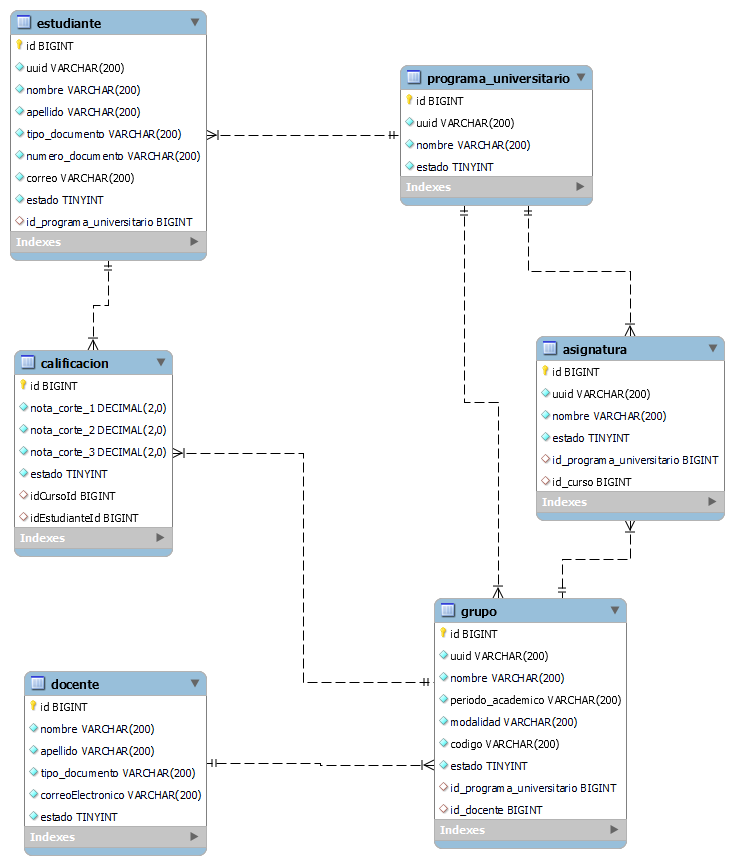 estudiante
id BIGINT
uuid VARCHAR(200)
nombre VARCHAR(200)
apellido VARCHAR(200)
tipo_documento VARCHAR(200)
numero_documento VARCHAR(200)
correo VARCHAR(200)
estado TINYINT
id_programa_universitario BIGINT
Indexes
programa_universitario
id BIGINT
uuid VARCHAR(200)
nombre VARCHAR(200)
estado TINYINT
Indexes
calificacion
id BIGINT
nota_corte_1 DECIMAL(2,0)
nota_corte_2 DECIMAL(2,0)
nota_corte_3 DECIMAL(2,0)
estado TINYINT
idCursoId BIGINT
idEstudianteId BIGINT
Indexes
asignatura
id BIGINT
uuid VARCHAR(200)
nombre VARCHAR(200)
estado TINYINT
id_programa_universitario BIGINT
id_curso BIGINT
Indexes
grupo
id BIGINT
uuid VARCHAR(200)
nombre VARCHAR(200)
periodo_academico VARCHAR(200)
modalidad VARCHAR(200)
codigo VARCHAR(200)
estado TINYINT
id_programa_universitario BIGINT
id_docente BIGINT
Indexes
docente
id BIGINT
nombre VARCHAR(200)
apellido VARCHAR(200)
tipo_documento VARCHAR(200)
correoElectronico VARCHAR(200)
estado TINYINT
Indexes